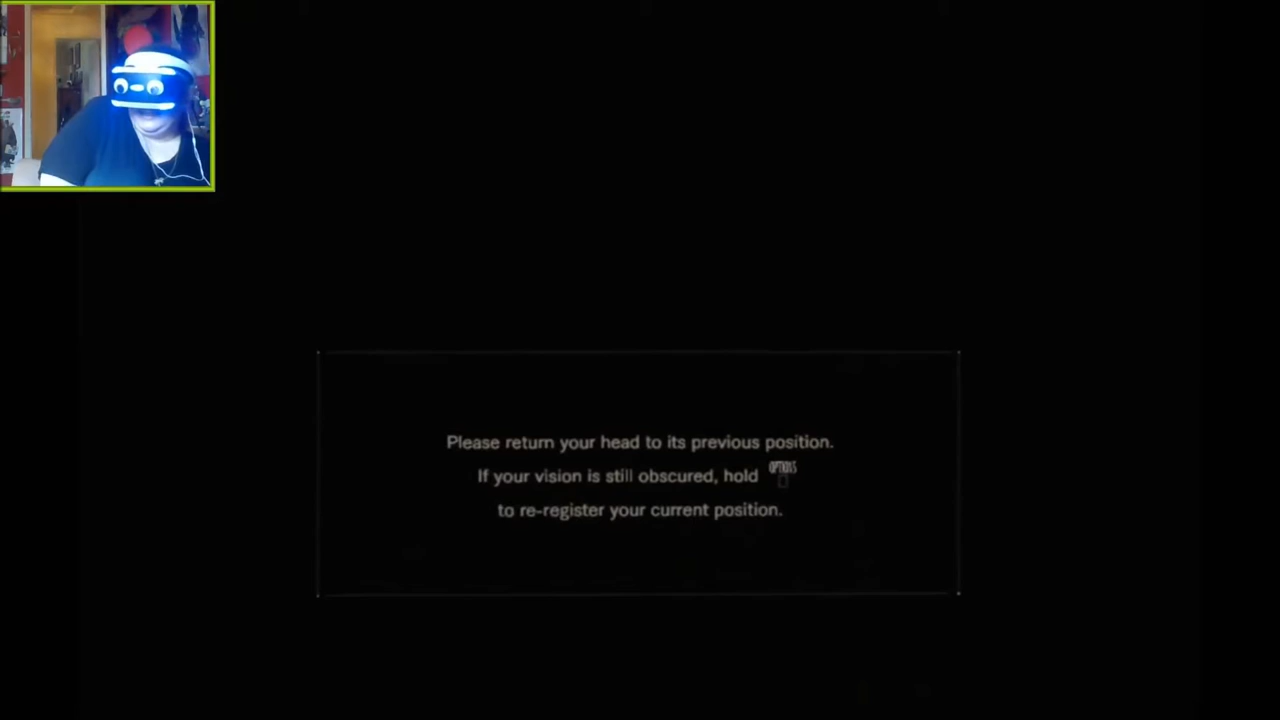 Please return your head to its previous position.
If your vision is still obscured, hold OPTIONS
to re-register your current position.